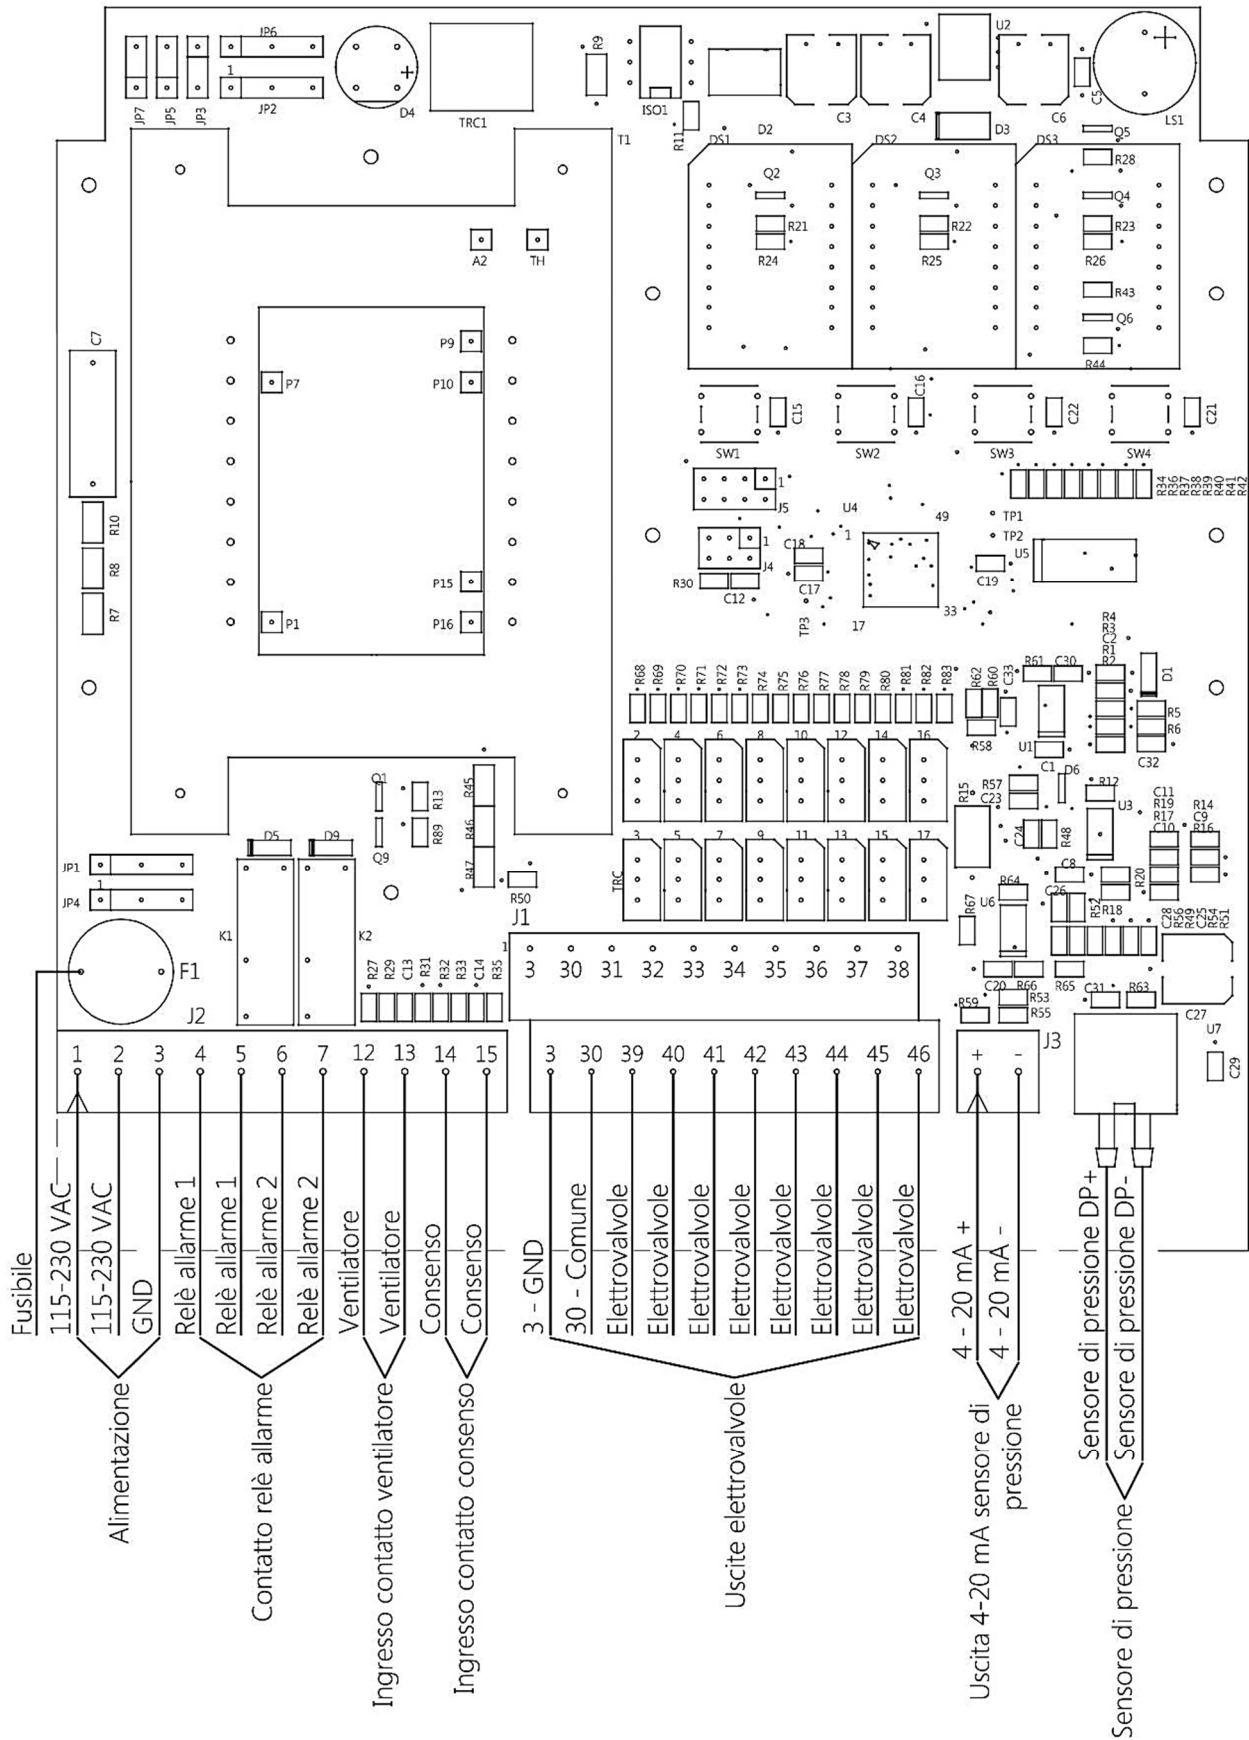 JP7
JP5
JP3
JP6
1
JP2
D4
TRC1
R9
ISO1
R11
D2
C3
C4
U2
D3
C6
C5
LS1
T1
DS1
DS2
DS3
Q5
R28
Q2
Q3
Q4
R21
R22
R23
R24
R25
R26
A2
TH
R43
Q6
R44
C7
P9
P7
P10
C15
C16
C22
C21
SW1
SW2
SW3
SW4
R34
R36
R37
R38
R39
R40
R41
R42
1
J5
U4
49
TP1
TP2
R10
1
J4
C18
1
U5
R8
P15
R30
C12
C17
C19
R7
P1
P16
TP3
17
33
R4
R3
C2
R1
R2
R68
R69
R70
R71
R72
R73
R74
R75
R76
R77
R78
R79
R80
R81
R82
R83
R62
R60
C33
R61
C30
D1
R5
R6
2
4
6
8
10
12
14
16
R58
U1
C1
D6
C32
Q1
R13
R45
R57
C23
R15
R12
U3
C11
R19
R17
C10
R14
C9
R16
D5
D9
Q9
R89
R46
R47
R50
3
5
7
9
11
13
15
17
TRC
C24
R48
JP1
1
JP4
C8
R64
C26
R52
R20
R18
R67
U6
C28
R56
R49
C25
R54
R51
K1
K2
F1
J1
J2
R27
R29
C13
R31
R32
R33
C14
R35
1
3
30
31
32
33
34
35
36
37
38
C20
R66
R65
R53
R59
R55
C31
R63
C27
U7
C29
J3
1
2
3
4
5
6
7
12
13
14
15
3
30
39
40
41
42
43
44
45
46
+
-
Fusibile
115-230 VAC
115-230 VAC
GND
Relè allarme 1
Relè allarme 1
Relè allarme 2
Relè allarme 2
Ventilatore
Ventilatore
Consenso
Consenso
3 - GND
30 - Comune
Elettrovalvole
Elettrovalvole
Elettrovalvole
Elettrovalvole
Elettrovalvole
Elettrovalvole
Elettrovalvole
Elettrovalvole
4 - 20 mA +
4 - 20 mA -
Sensore di pressione DP+
Sensore di pressione DP-
Alimentazione
Contatto relè allarme
Ingresso contatto ventilatore
Ingresso contatto consenso
Uscite elettrovalvole
Uscita 4-20 mA sensore di
pressione
Sensore di pressione